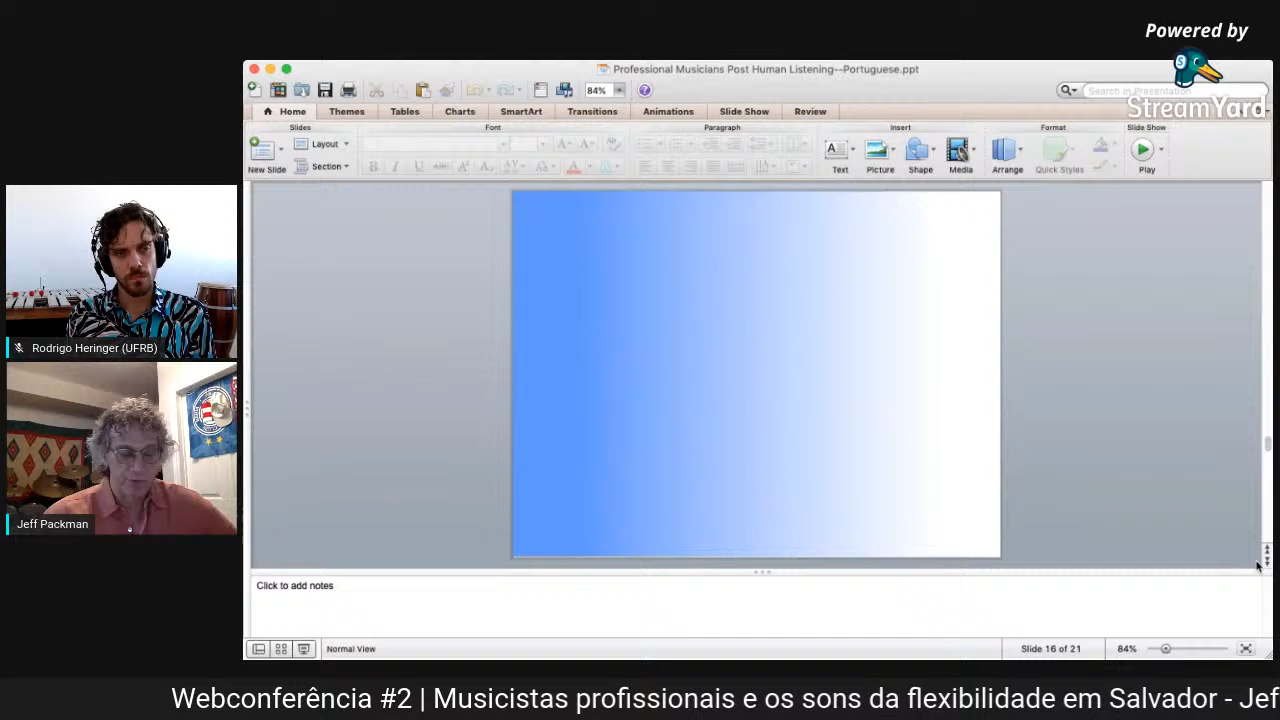 Powered by
StreamYard
Professional Musicians Post Human Listening--Portuguese.ppt
84%
Search in Presentation
Home
Themes
Tables
Charts
SmartArt
Transitions
Animations
Slide Show
Review
Slides
Font
Paragraph
Insert
Format
Slide Show
New Slide
Layout
Section
Text
Picture
Shape
Media
Arrange
Quick Styles
Play
Rodrigo Heringer (UFRB)
Jeff Packman
Click to add notes
Normal View
Slide 16 of 21
84%
Webconferência #2 | Musicistas profissionais e os sons da flexibilidade em Salvador - Jef